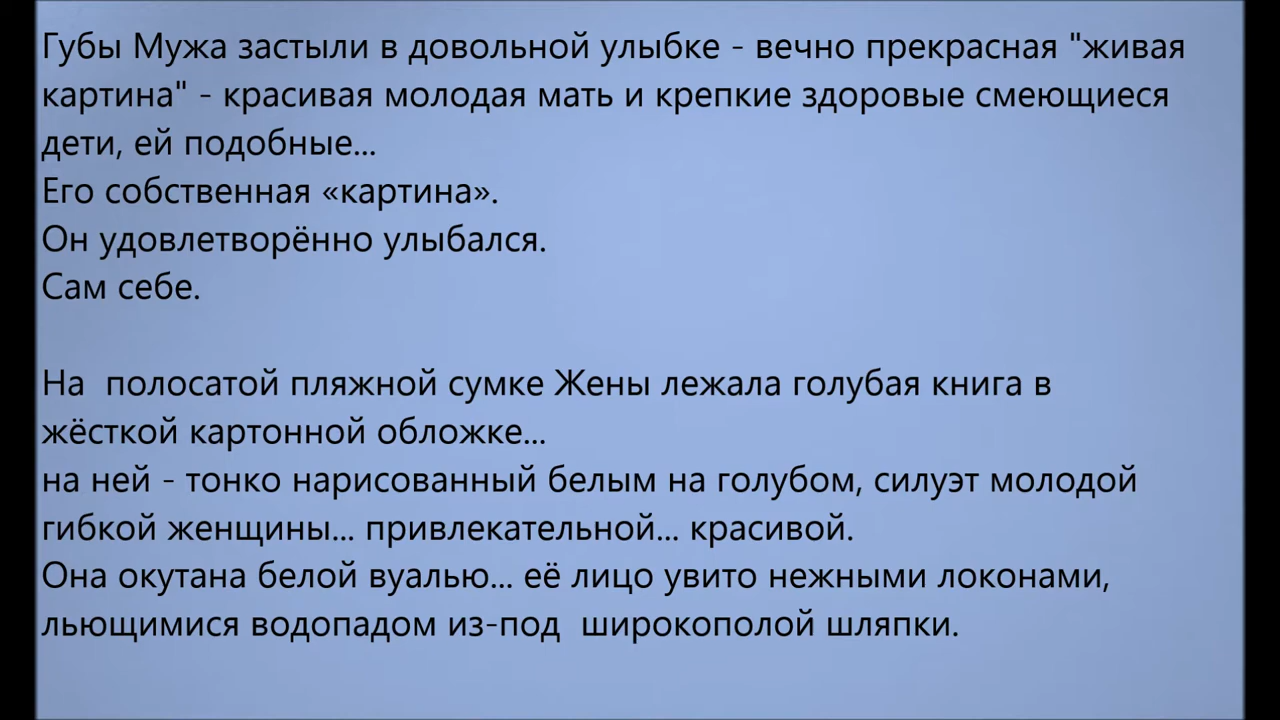 Губы Мужа застыли в довольной улыбке - вечно прекрасная "живая
картина" - красивая молодая мать и крепкие здоровые смеющиеся
дети, ей подобные...
Его собственная «картина».
Он удовлетворённо улыбался.
Сам себе.
На  полосатой пляжной сумке Жены лежала голубая книга в
жёсткой картонной обложке...
на ней - тонко нарисованный белым на голубом, силуэт молодой
гибкой женщины... привлекательной... красивой.
Она окутана белой вуалью... её лицо увито нежными локонами,
льющимися водопадом из-под  широкополой шляпки.